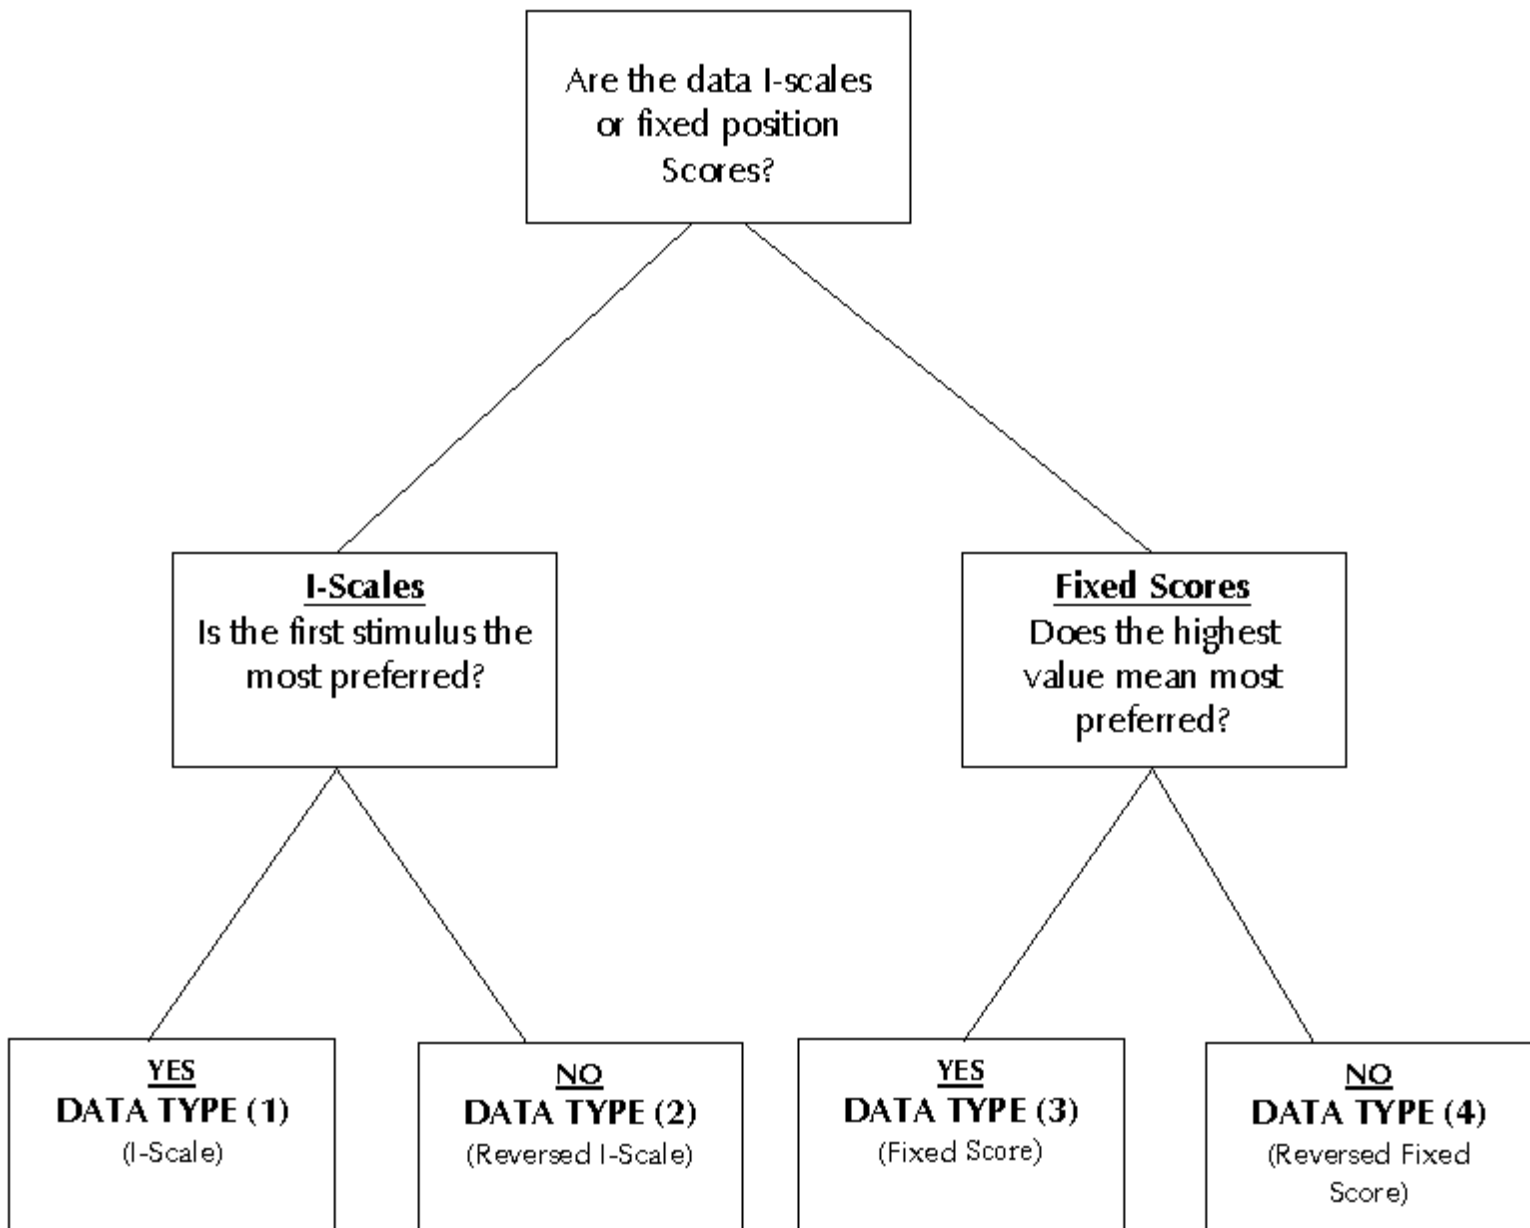 Are the data I-scales
or fixed position
Scores?
I-Scales
Is the first stimulus the
most preferred?
Fixed Scores
Does the highest
value mean most
preferred?
YES
DATA TYPE (1)
(I-Scale)
NO
DATA TYPE (2)
(Reversed I-Scale)
YES
DATA TYPE (3)
(Fixed Score)
NO
DATA TYPE (4)
(Reversed Fixed
Score)